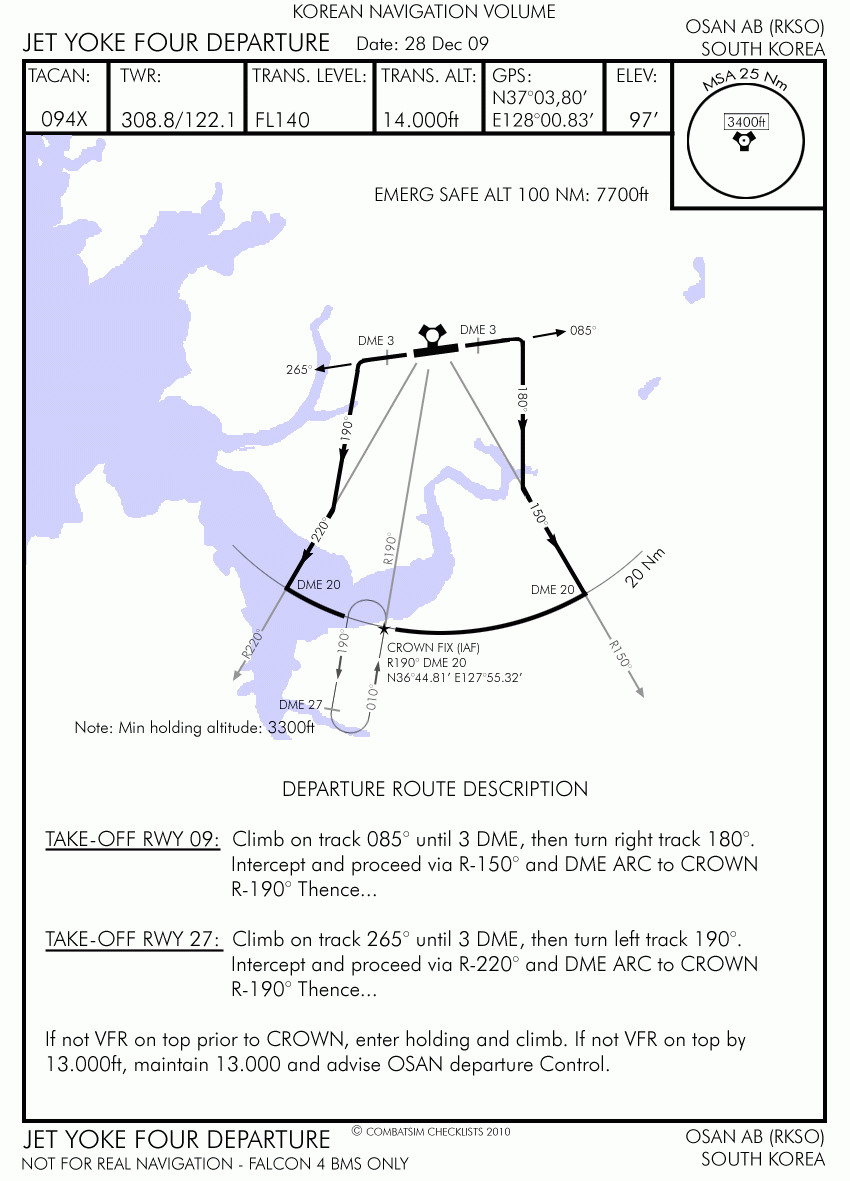 KOREAN NAVIGATION VOLUME
JET YOKE FOUR DEPARTURE
Date: 28 Dec 09
OSAN AB (RKSO)
SOUTH KOREA
TACAN:
094X
TWR:
308.8/122.1
TRANS. LEVEL:
FL140
TRANS. ALT:
14.000ft
GPS:
N37°03,80’
E128°00.83’
ELEV:
97’
MSA 25 Nm
3400ft
EMERG SAFE ALT 100 NM: 7700ft
DME 3
DME 3
085°
265°
180°
190°
220°
150°
R190°
DME 20
DME 20
20 Nm
R220°
190°
010°
R150°
CROWN FIX (IAF)
R190° DME 20
N36°44.81’ E127°55.32’
DME 27
Note: Min holding altitude: 3300ft
DEPARTURE ROUTE DESCRIPTION
TAKE-OFF RWY 09: Climb on track 085° until 3 DME, then turn right track 180°.
Intercept and proceed via R-150° and DME ARC to CROWN
R-190° Thence...
TAKE-OFF RWY 27: Climb on track 265° until 3 DME, then turn left track 190°.
Intercept and proceed via R-220° and DME ARC to CROWN
R-190° Thence...
If not VFR on top prior to CROWN, enter holding and climb. If not VFR on top by
13.000ft, maintain 13.000 and advise OSAN departure Control.
JET YOKE FOUR DEPARTURE
© COMBATSIM CHECKLISTS 2010
OSAN AB (RKSO)
NOT FOR REAL NAVIGATION - FALCON 4 BMS ONLY
SOUTH KOREA